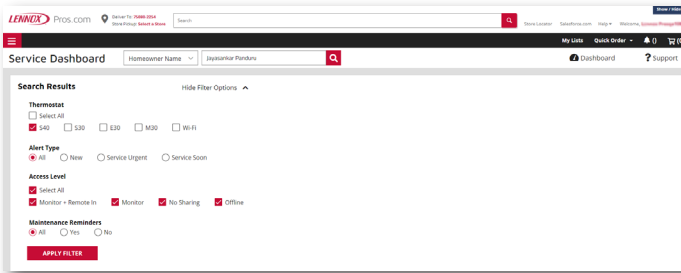 Show / Hide
LENNOX Pros.com
Deliver To 75080-2254
Store Pickup: Select a Store
Search
Store Locator Salesforce.com Help Welcome,
My Lists Quick Order () (
Service Dashboard Homeowner Name Jayasankar Panduru Dashboard ? Support
Search Results Hide Filter Options
Thermostat
Select All
S40 S30 E30 M30 Wi-Fi
Alert Type
All New Service Urgent Service Soon
Access Level
Select All
Monitor + Remote In Monitor No Sharing Offline
Maintenance Reminders
All Yes No
APPLY FILTER